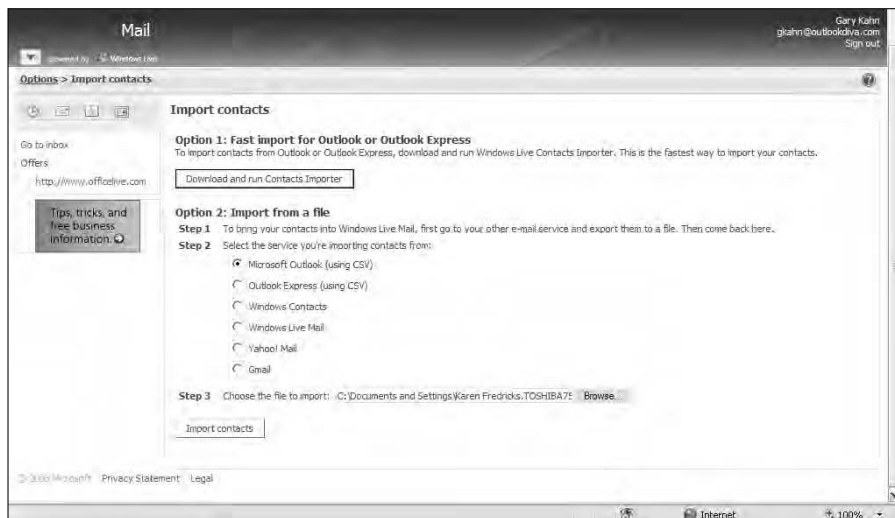 Mail
Gary Kahn
gkahn@outlookdiva.com
Sign out
powered by Windows Live
Options > Import contacts
Import contacts
Go to inbox
Offers
http://www.officelive.com
Tips, tricks, and
free business
information.
Option 1: Fast import for Outlook or Outlook Express
To import contacts from Outlook or Outlook Express, download and run Windows Live Contacts Importer. This is the fastest way to import your contacts.
Download and run Contacts Importer
Option 2: Import from a file
Step 1 To bring your contacts into Windows Live Mail, first go to your other e-mail service and export them to a file. Then come back here.
Step 2 Select the service you're importing contacts from:
Microsoft Outlook (using CSV)
Outlook Express (using CSV)
Windows Contacts
Windows Live Mail
Yahoo! Mail
Gmail
Step 3 Choose the file to import: C:\Documents and Settings\Karen Fredricks.TOSHIBA75 Browse...
Import contacts
Microsoft Privacy Statement Legal
Internet 100%